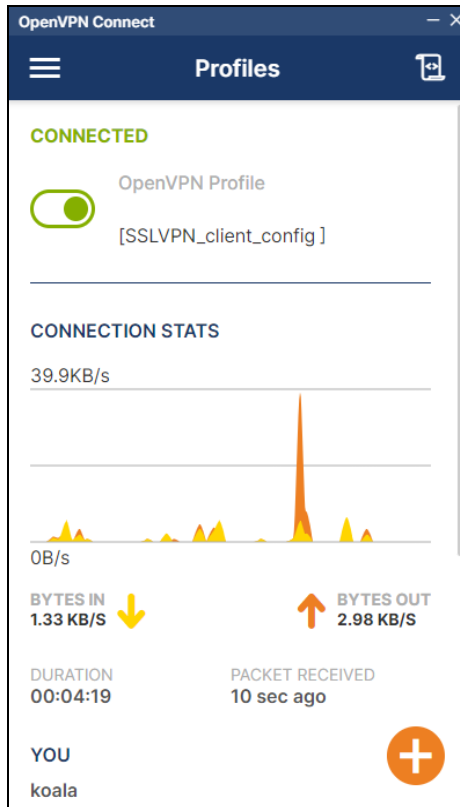 OpenVPN Connect
Profiles
CONNECTED
OpenVPN Profile
[SSLVPN_client_config ]
CONNECTION STATS
39.9KB/s
0B/s
BYTES IN
1.33 KB/S
BYTES OUT
2.98 KB/S
DURATION
00:04:19
PACKET RECEIVED
10 sec ago
YOU
koala